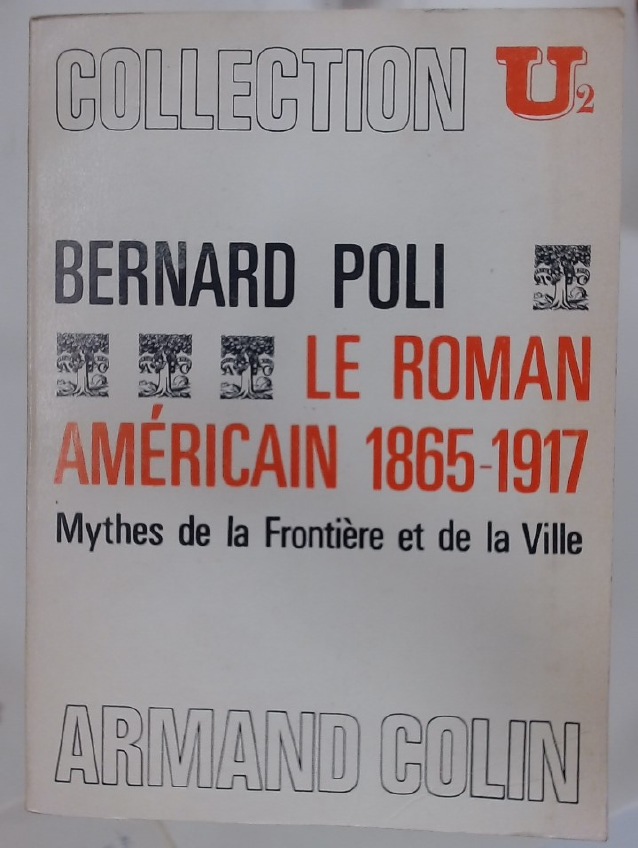 COLLECTION U2
BERNARD POLI
LE ROMAN
AMÉRICAIN 1865-1917
Mythes de la Frontière et de la Ville
ARMAND COLIN